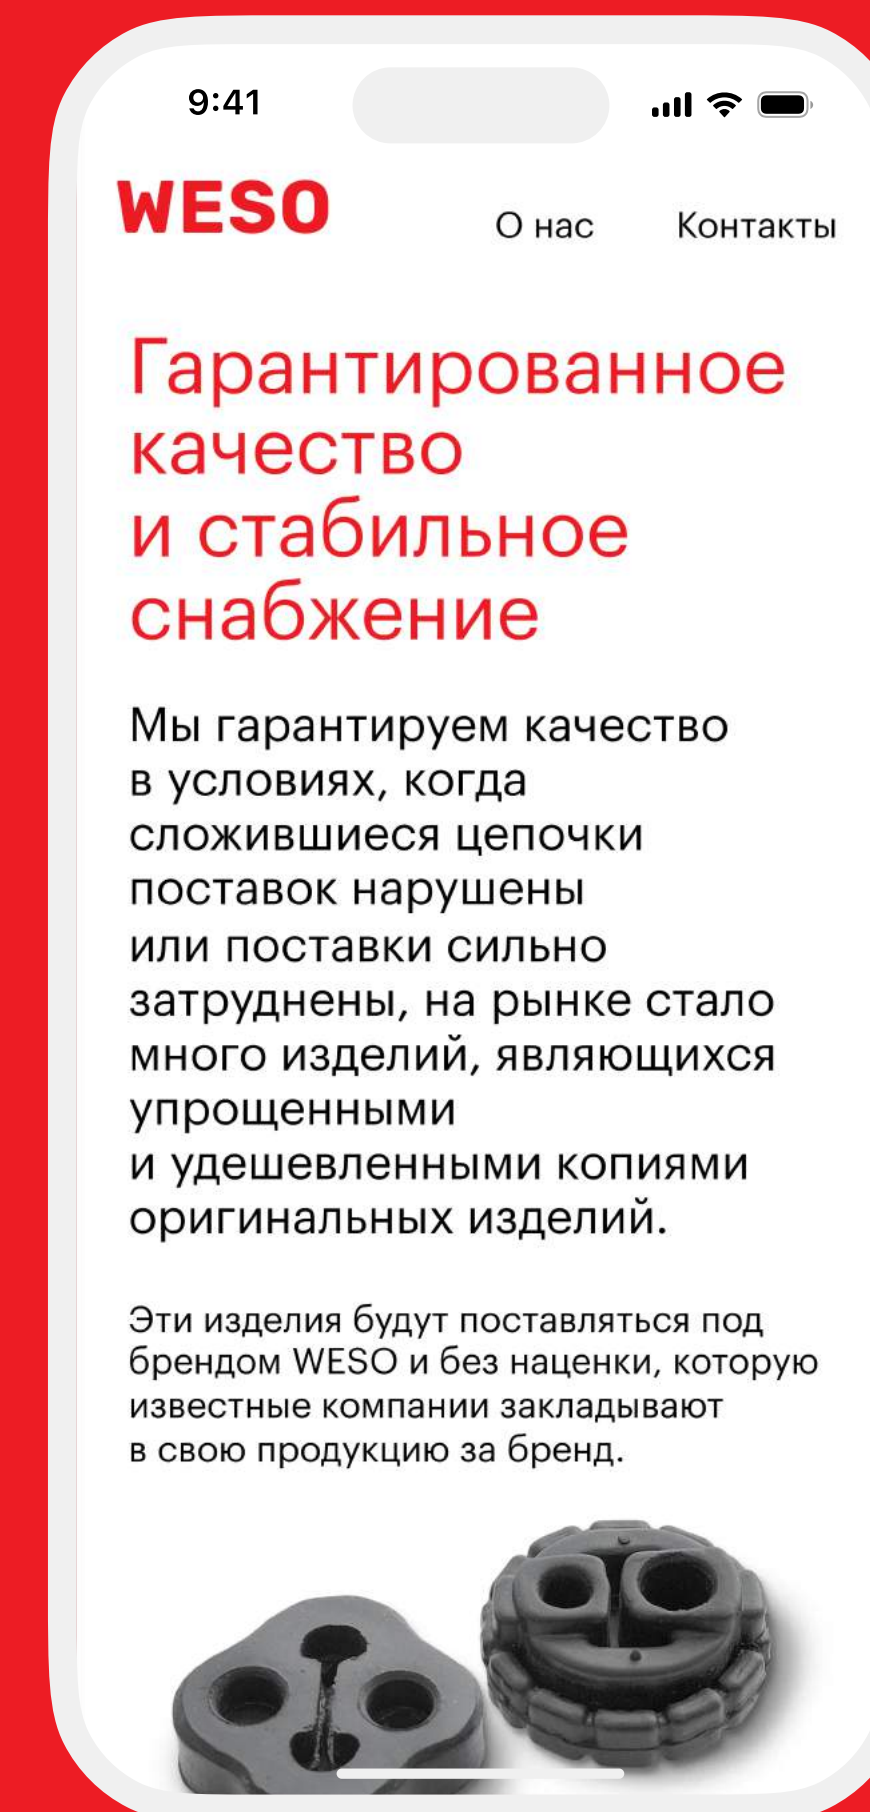 9:41
WESO
О нас Контакты
Гарантированное
качество
и стабильное
снабжение
Мы гарантируем качество
в условиях, когда
сложившиеся цепочки
поставок нарушены
или поставки сильно
затруднены, на рынке стало
много изделий, являющихся
упрощенными
и удешевленными копиями
оригинальных изделий.
Эти изделия будут поставляться под
брендом WESO и без наценки, которую
известные компании закладывают
в свою продукцию за бренд.